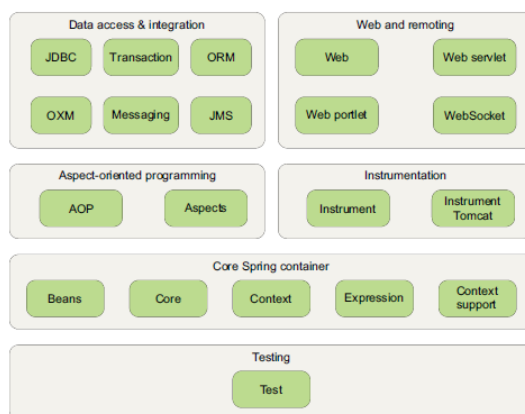 Data access & integration
JDBC
Transaction
ORM
OXM
Messaging
JMS
Web and remoting
Web
Web servlet
Web portlet
WebSocket
Aspect-oriented programming
AOP
Aspects
Instrumentation
Instrument
Instrument
Tomcat
Core Spring container
Beans
Core
Context
Expression
Context
support
Testing
Test